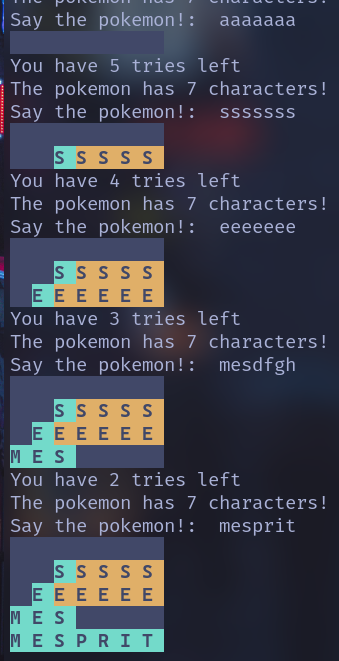 The pokemon has 7 characters!
Say the pokemon!: aaaaaaa
You have 5 tries left
The pokemon has 7 characters!
Say the pokemon!: sssssss
S S S S S
You have 4 tries left
The pokemon has 7 characters!
Say the pokemon!: eeeeeee
S S S S S
E E E E E E
You have 3 tries left
The pokemon has 7 characters!
Say the pokemon!: mesdfgh
S S S S S
E E E E E E
M E S
You have 2 tries left
The pokemon has 7 characters!
Say the pokemon!: mesprit
S S S S S
E E E E E E
M E S
M E S P R I T